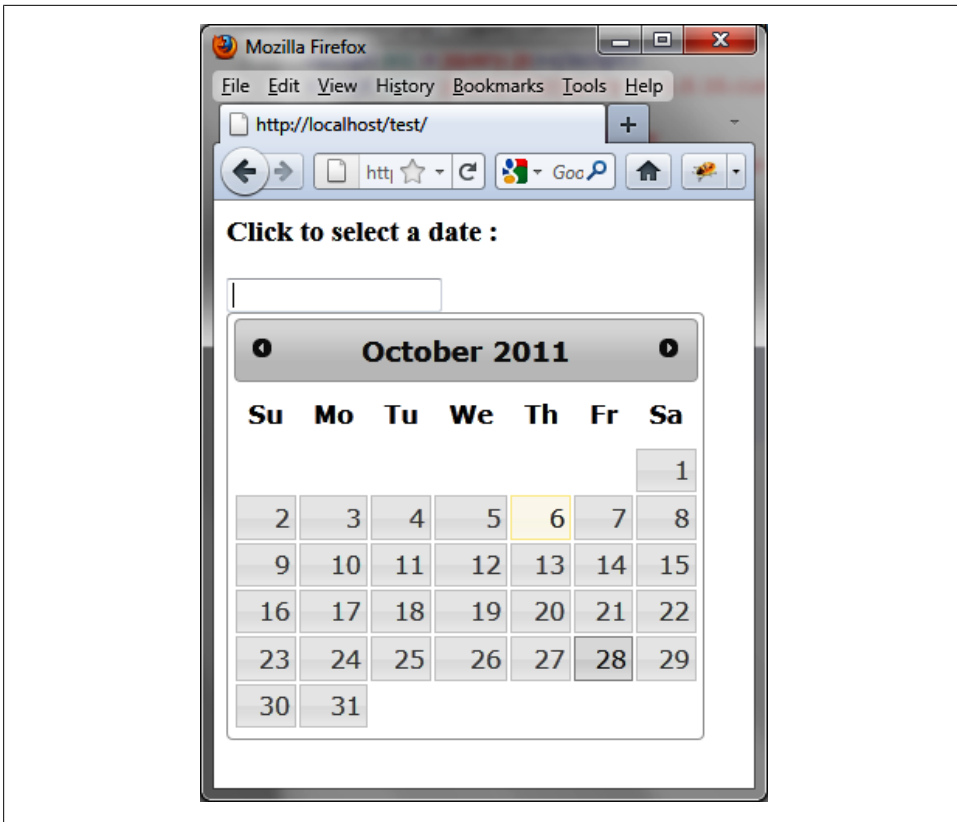 Mozilla Firefox
File Edit View History Bookmarks Tools Help
http://localhost/test/
Goo
Click to select a date :
October 2011
Su Mo Tu We Th Fr Sa
1
2 3 4 5 6 7 8
9 10 11 12 13 14 15
16 17 18 19 20 21 22
23 24 25 26 27 28 29
30 31